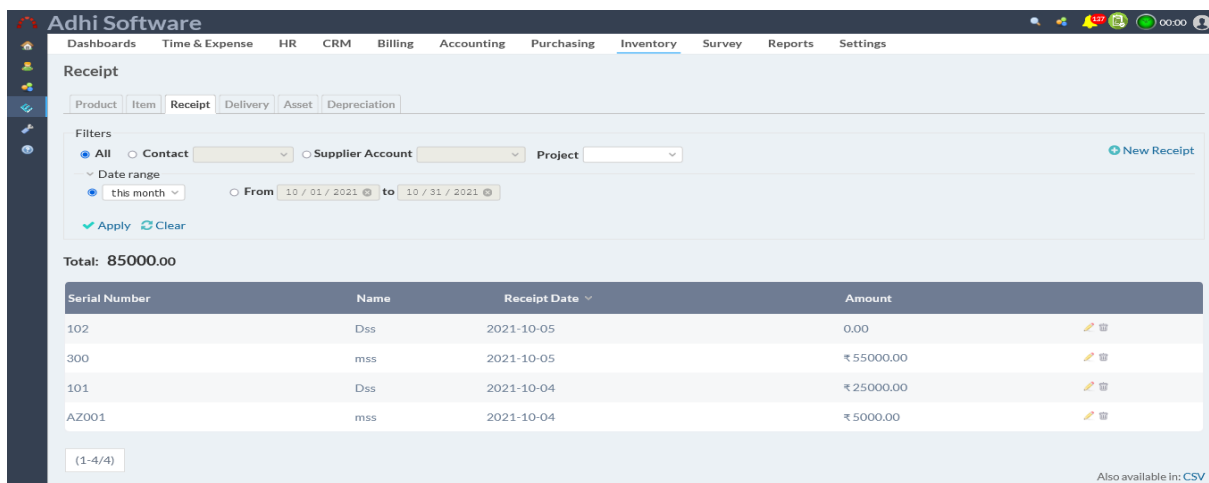 Adhi Software 137 00:00
Dashboards Time & Expense HR CRM Billing Accounting Purchasing Inventory Survey Reports Settings
Receipt
Product Item Receipt Delivery Asset Depreciation
Filters
All Contact Supplier Account Project New Receipt
Date range
this month From 10 / 01 / 2021 to 10 / 31 / 2021
Apply Clear
Total: 85000.00
Serial Number Name Receipt Date Amount
102 Dss 2021-10-05 0.00
300 mss 2021-10-05 ₹ 55000.00
101 Dss 2021-10-04 ₹ 25000.00
AZ001 mss 2021-10-04 ₹ 5000.00
(1-4/4)
Also available in: CSV